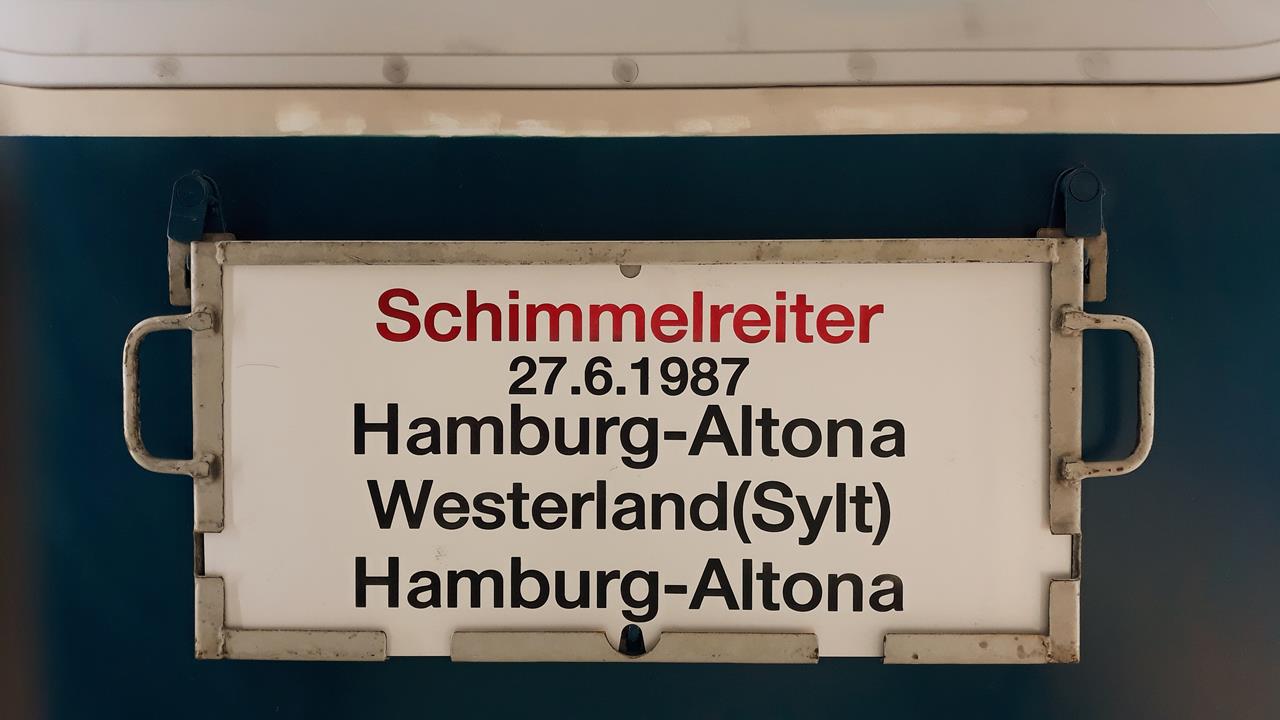 Schimmelreiter
27.6.1987
Hamburg-Altona
Westerland(Sylt)
Hamburg-Altona